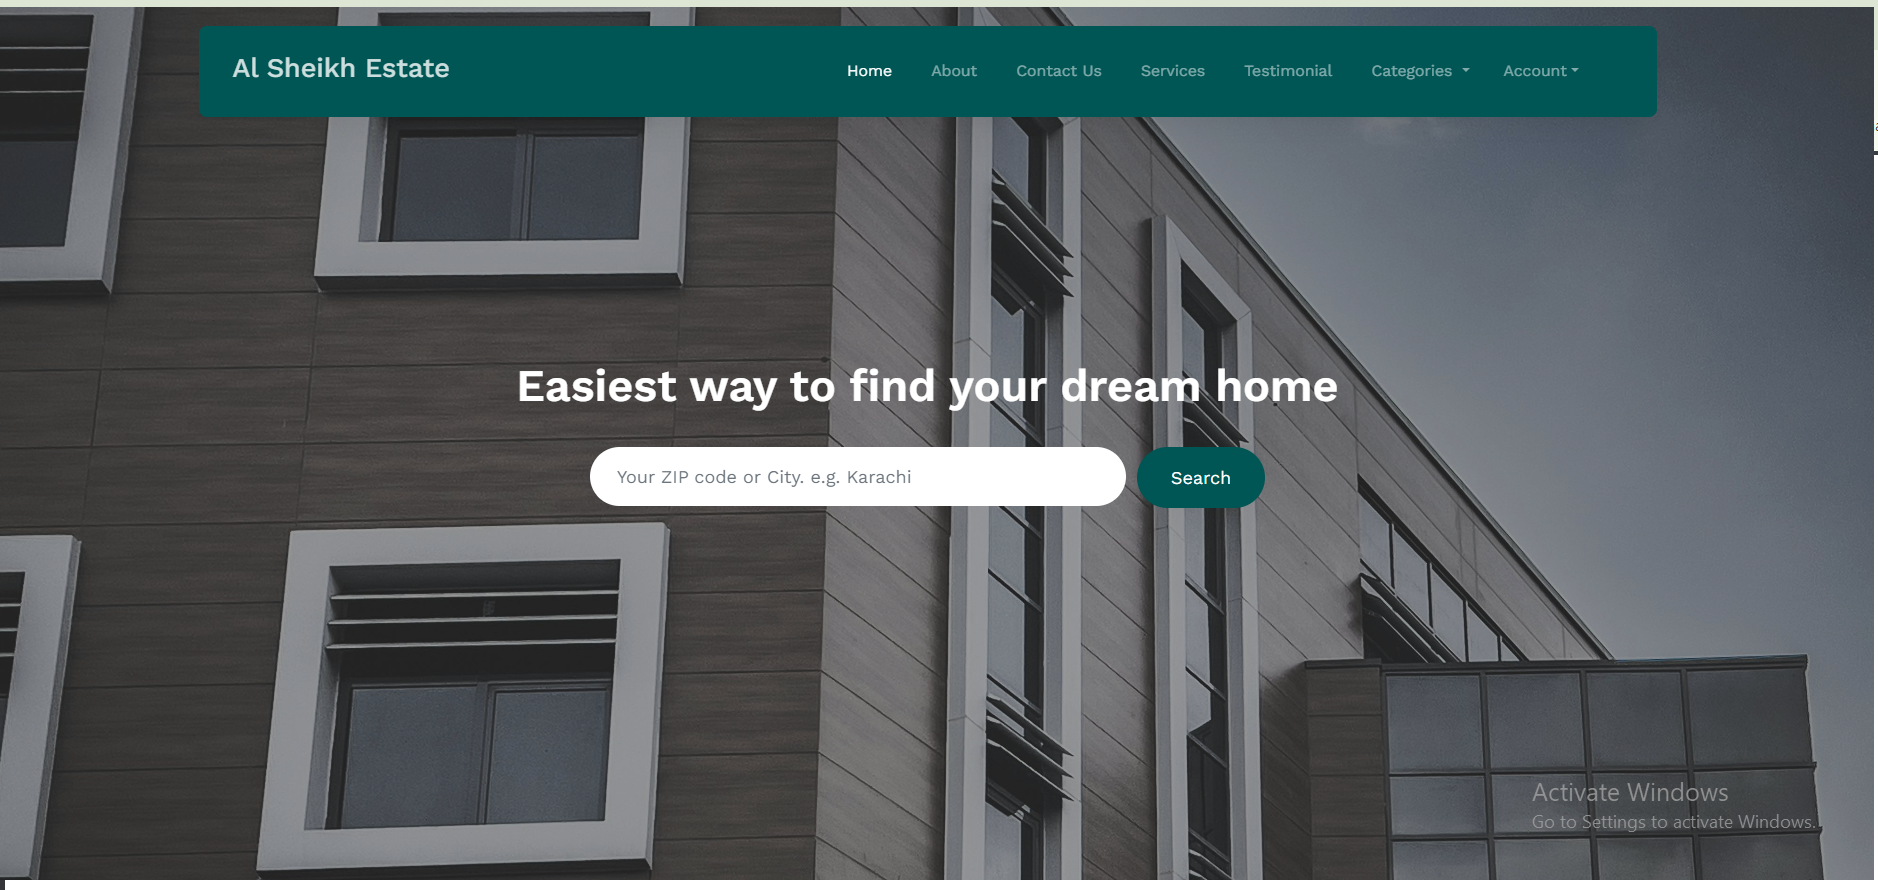 Al Sheikh Estate
Home About Contact Us Services Testimonial Categories Account
Easiest way to find your dream home
Your ZIP code or City. e.g. Karachi
Search
Activate Windows
Go to Settings to activate Windows.